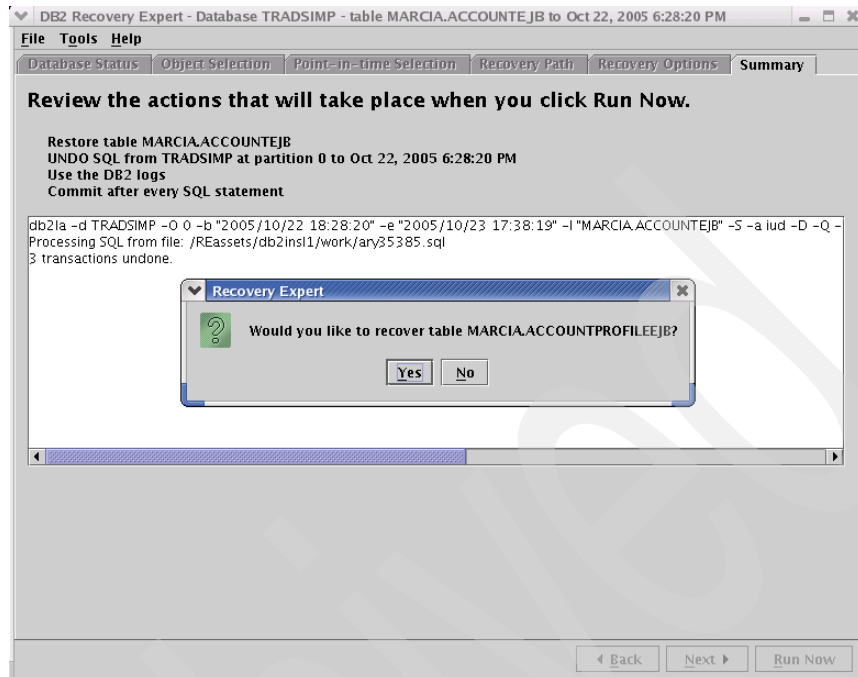 DB2 Recovery Expert - Database TRADSIMP - table MARCIA.ACCOUNTEJB to Oct 22, 2005 6:28:20 PM
File Tools Help
Database Status Object Selection Point-in-time Selection Recovery Path Recovery Options Summary
Review the actions that will take place when you click Run Now.
Restore table MARCIA.ACCOUNTEJB
UNDO SQL from TRADSIMP at partition 0 to Oct 22, 2005 6:28:20 PM
Use the DB2 logs
Commit after every SQL statement
db2la -d TRADSIMP -O 0 -b "2005/10/22 18:28:20" -e "2005/10/23 17:38:19" -I "MARCIA.ACCOUNTEJB" -S -a iud -D -Q -
Processing SQL from file: /REassets/db2inst1/work/ary35385.sql
3 transactions undone.
Recovery Expert
Would you like to recover table MARCIA.ACCOUNTPROFILEEJB?
Yes No
Back Next Run Now